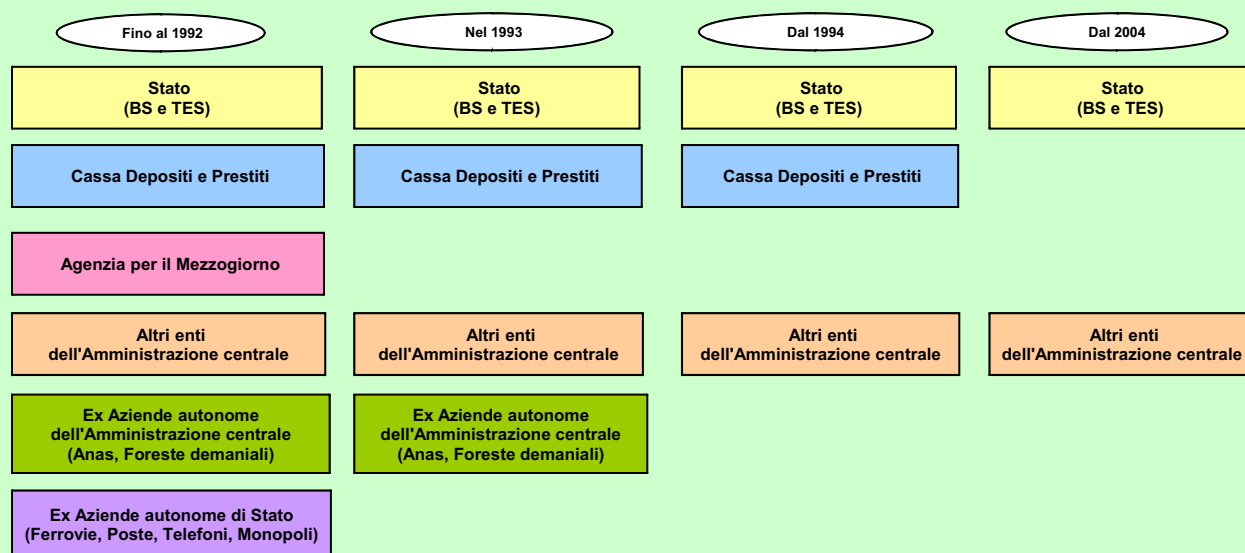 Fino al 1992
Nel 1993
Dal 1994
Dal 2004
Stato
(BS e TES)
Stato
(BS e TES)
Stato
(BS e TES)
Stato
(BS e TES)
Cassa Depositi e Prestiti
Cassa Depositi e Prestiti
Cassa Depositi e Prestiti
Agenzia per il Mezzogiorno
Altri enti
dell'Amministrazione centrale
Altri enti
dell'Amministrazione centrale
Altri enti
dell'Amministrazione centrale
Altri enti
dell'Amministrazione centrale
Ex Aziende autonome
dell'Amministrazione centrale
(Anas, Foreste demaniali)
Ex Aziende autonome
dell'Amministrazione centrale
(Anas, Foreste demaniali)
Ex Aziende autonome di Stato
(Ferrovie, Poste, Telefoni, Monopoli)